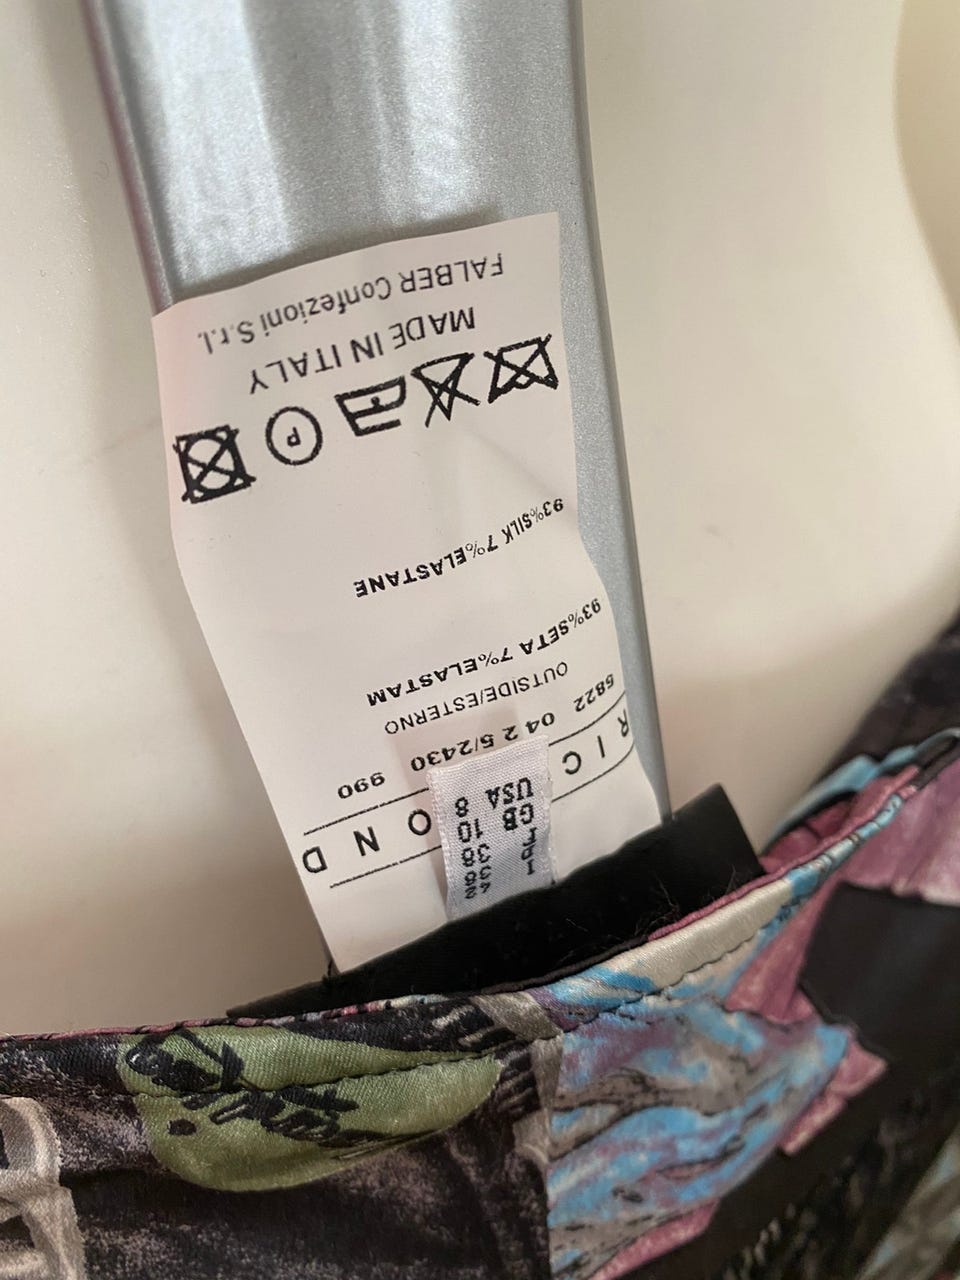 R I C O N D
5822 04 2 5/2430 990
OUTSIDE/ESTERNO
93%SETA 7%ELASTAM
93%SILK 7%ELASTANE
P
MADE IN ITALY
FALBER Confezioni S.r.l.
GB 10
USA 8